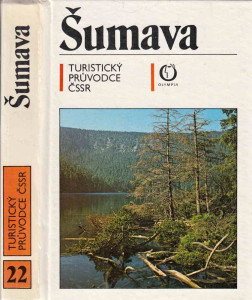 Šumava
TURISTICKÝ
PRŮVODCE
ČSSR
OLYMPIA
Šumava
TURISTICKÝ
PRŮVODCE ČSSR
22